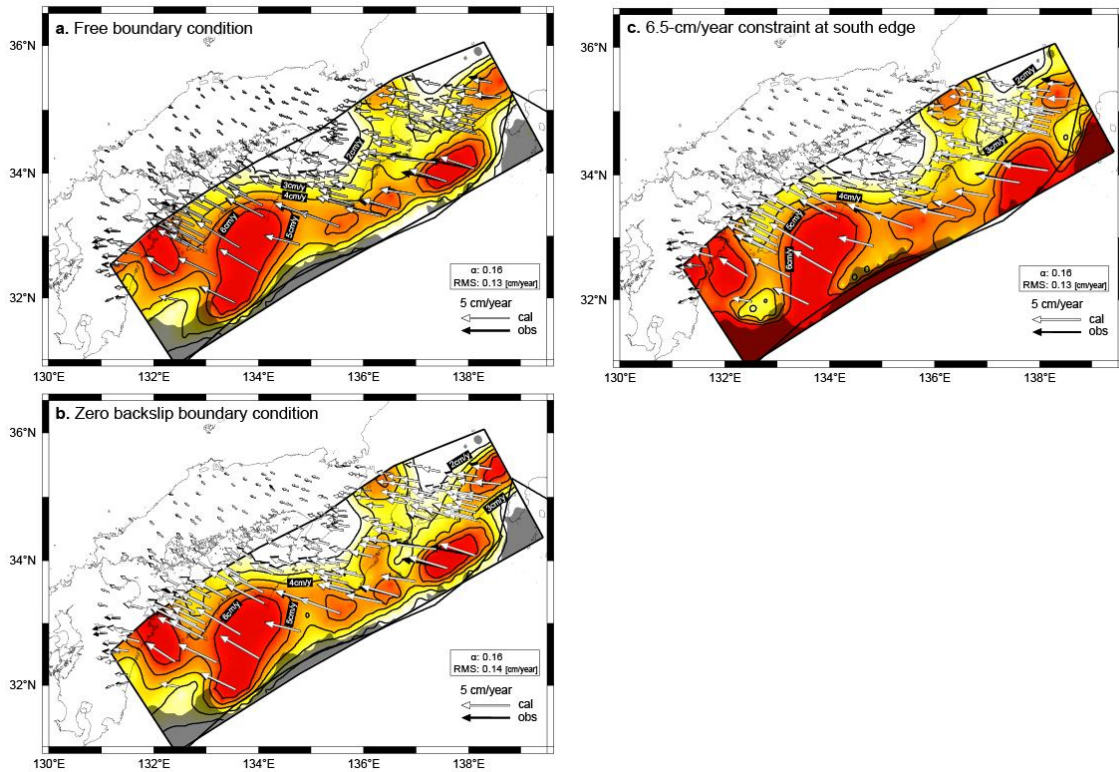 a. Free boundary condition
36°N
34°N
32°N
2cm/y
3cm/y
4cm/y
6cm/y
5cm/y
α: 0.16
RMS: 0.13 [cm/year]
5 cm/year
cal
obs
130°E 132°E 134°E 136°E 138°E
c. 6.5-cm/year constraint at south edge
36°N
34°N
32°N
2cm/y
3cm/y
4cm/y
5cm/y
6cm/y
α: 0.16
RMS: 0.13 [cm/year]
5 cm/year
cal
obs
130°E 132°E 134°E 136°E 138°E
b. Zero backslip boundary condition
36°N
34°N
32°N
2cm/y
3cm/y
4cm/y
6cm/y
5cm/y
α: 0.16
RMS: 0.14 [cm/year]
5 cm/year
cal
obs
130°E 132°E 134°E 136°E 138°E